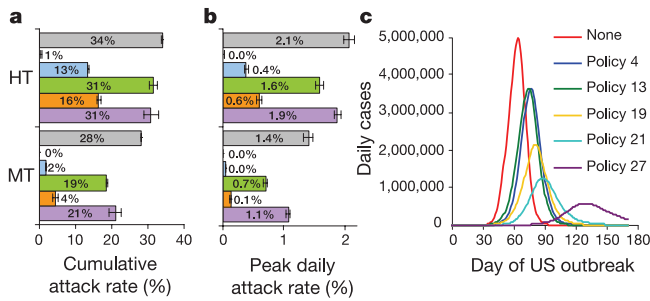 a
34%
1%
13%
HT
31%
16%
31%
28%
0%
2%
MT
19%
4%
21%
0 20 40
Cumulative
attack rate (%)
b
2.1%
0.0%
0.4%
1.6%
0.6%
1.9%
1.4%
0.0%
0.0%
0.7%
0.1%
1.1%
0 1 2
Peak daily
attack rate (%)
c
Daily cases
5,000,000
4,000,000
3,000,000
2,000,000
1,000,000
0
0 30 60 90 120 150 180
Day of US outbreak
None
Policy 4
Policy 13
Policy 19
Policy 21
Policy 27